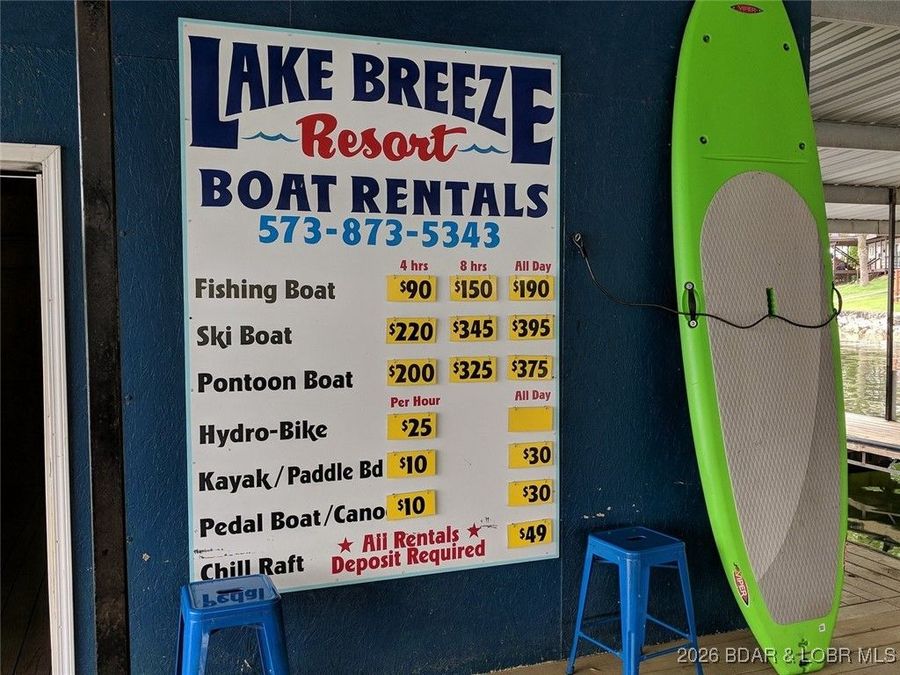 LAKE BREEZE
Resort
BOAT RENTALS
573-873-5343
4 hrs 8 hrs All Day
Fishing Boat $90 $150 $190
Ski Boat $220 $345 $395
Pontoon Boat $200 $325 $375
Per Hour All Day
Hydro-Bike $25
Kayak/Paddle Bd $10 $30
Pedal Boat/Cano $10 $30
Chill Raft $49
★ All Rentals ★
Deposit Required
Pedal
VIPER
VIPER
2026 BDAR & LOBR MLS